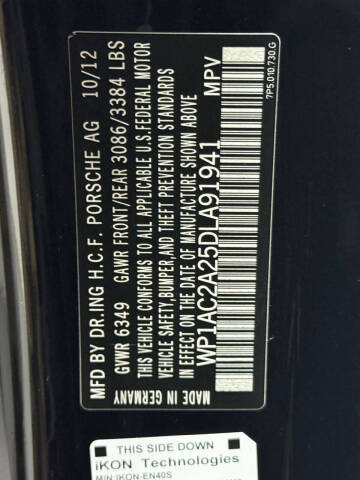 MFD BY DR.ING H.C.F. PORSCHE AG 10/12
GVWR 6349 GAWR FRONT/REAR 3086/3384 LBS
THIS VEHICLE CONFORMS TO ALL APPLICABLE U.S.FEDERAL MOTOR
VEHICLE SAFETY,BUMPER,AND THEFT PREVENTION STANDARDS
IN EFFECT ON THE DATE OF MANUFACTURE SHOWN ABOVE
WP1AC2A25DLA91941 MPV
MADE IN GERMANY
7P5.010.730.G
THIS SIDE DOWN
iKON Technologies
M/N:IKON-EN40S